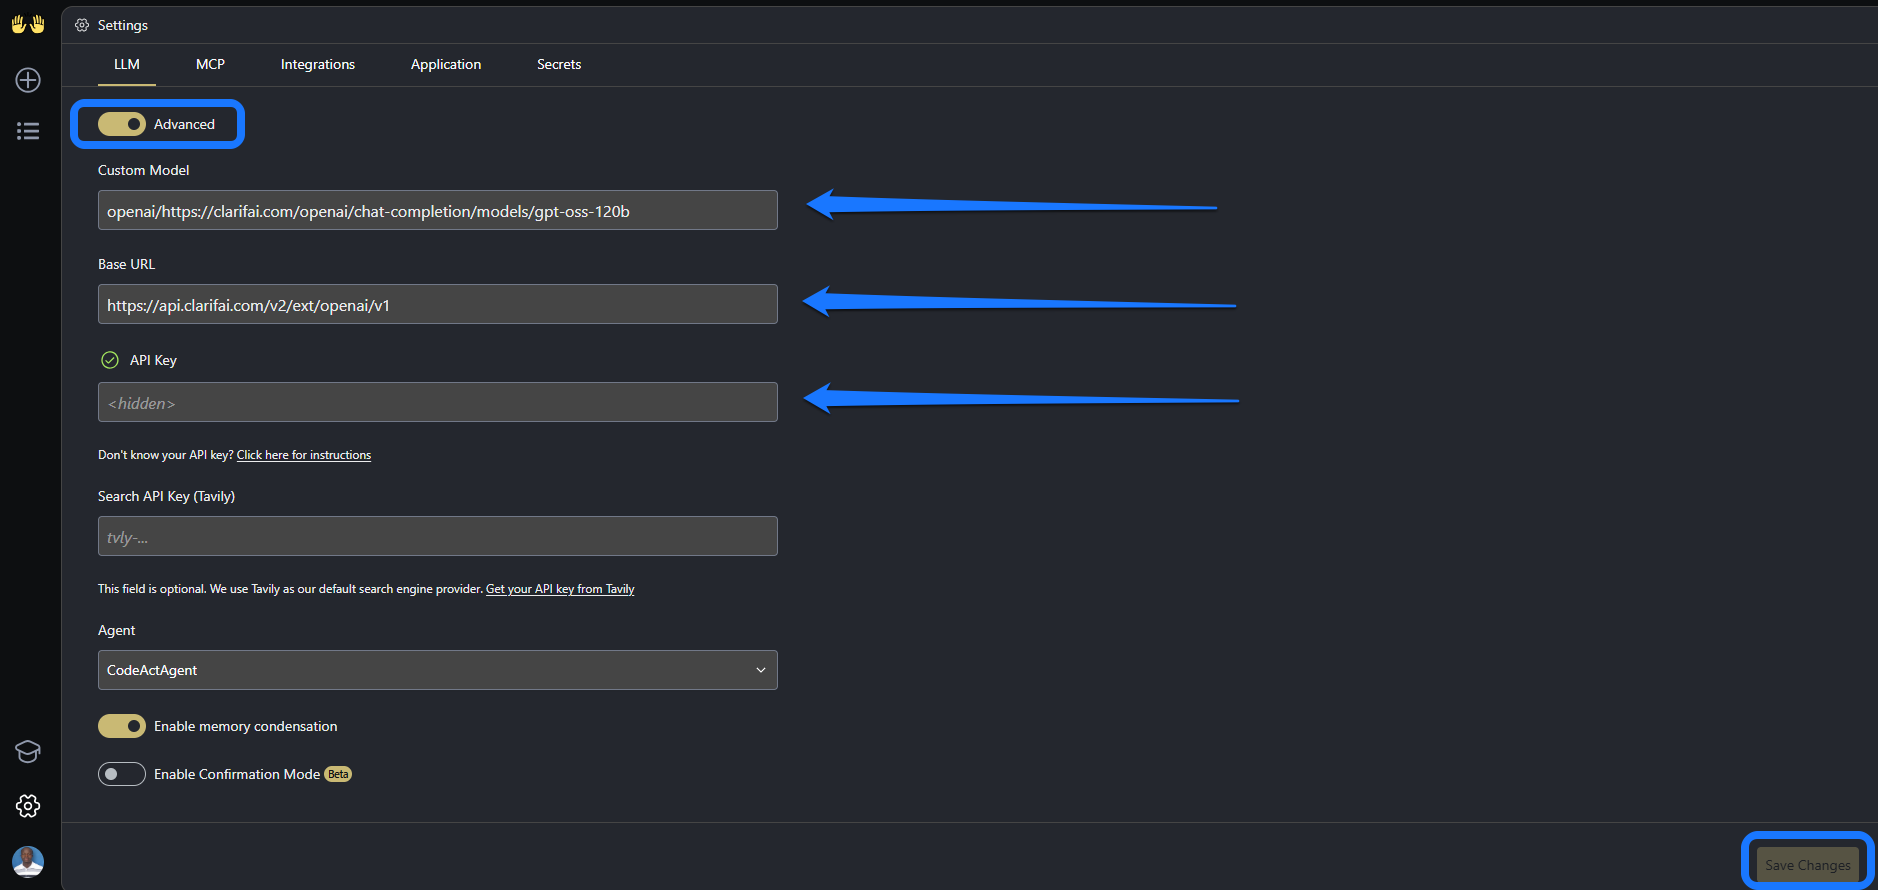 Settings
LLM MCP Integrations Application Secrets
Advanced
Custom Model
openai/https://clarifai.com/openai/chat-completion/models/gpt-oss-120b
Base URL
https://api.clarifai.com/v2/ext/openai/v1
API Key
<hidden>
Don't know your API key? Click here for instructions
Search API Key (Tavily)
tvly-...
This field is optional. We use Tavily as our default search engine provider. Get your API key from Tavily
Agent
CodeActAgent
Enable memory condensation
Enable Confirmation Mode Beta
Save Changes